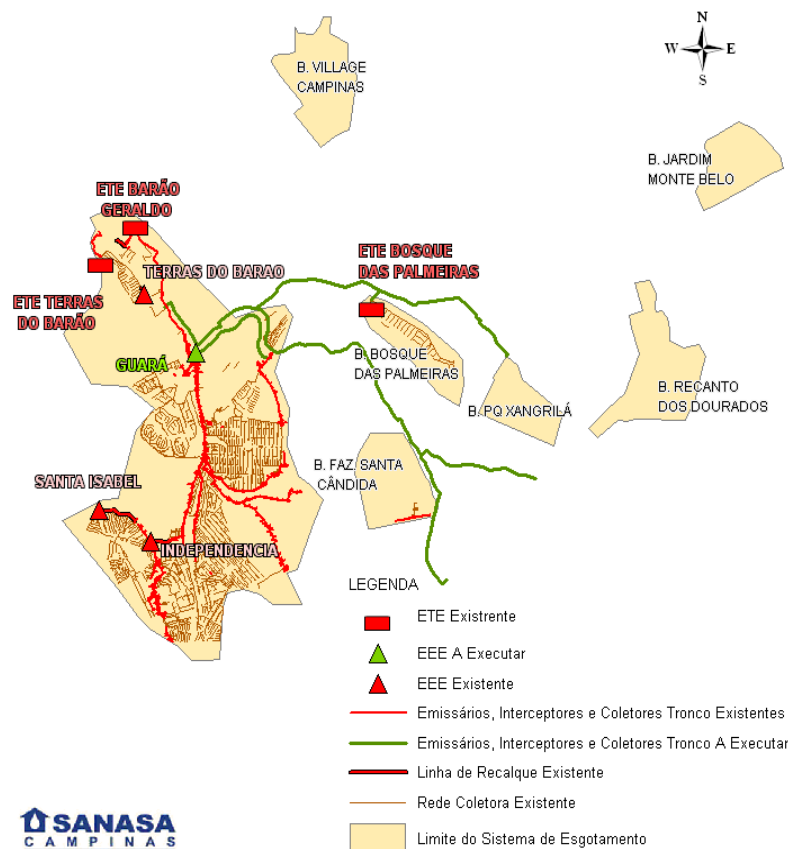 N
W E
S
B. VILLAGE
CAMPINAS
B. JARDIM
MONTE BELO
ETE BARÃO
GERALDO
TERRAS DO BARAO
ETE TERRAS
DO BARÃO
ETE BOSQUE
DAS PALMEIRAS
GUARÁ
B. BOSQUE
DAS PALMEIRAS
B. PQ XANGRILÁ
B. RECANTO
DOS DOURADOS
B. FAZ. SANTA
CÂNDIDA
SANTA ISABEL
INDEPENDENCIA
LEGENDA
ETE Existrente
EEE A Executar
EEE Existente
Emissários, Interceptores e Coletores Tronco Existentes
Emissários, Interceptores e Coletores Tronco A Executar
Linha de Recalque Existente
Rede Coletora Existente
Limite do Sistema de Esgotamento
SANASA
CAMPINAS